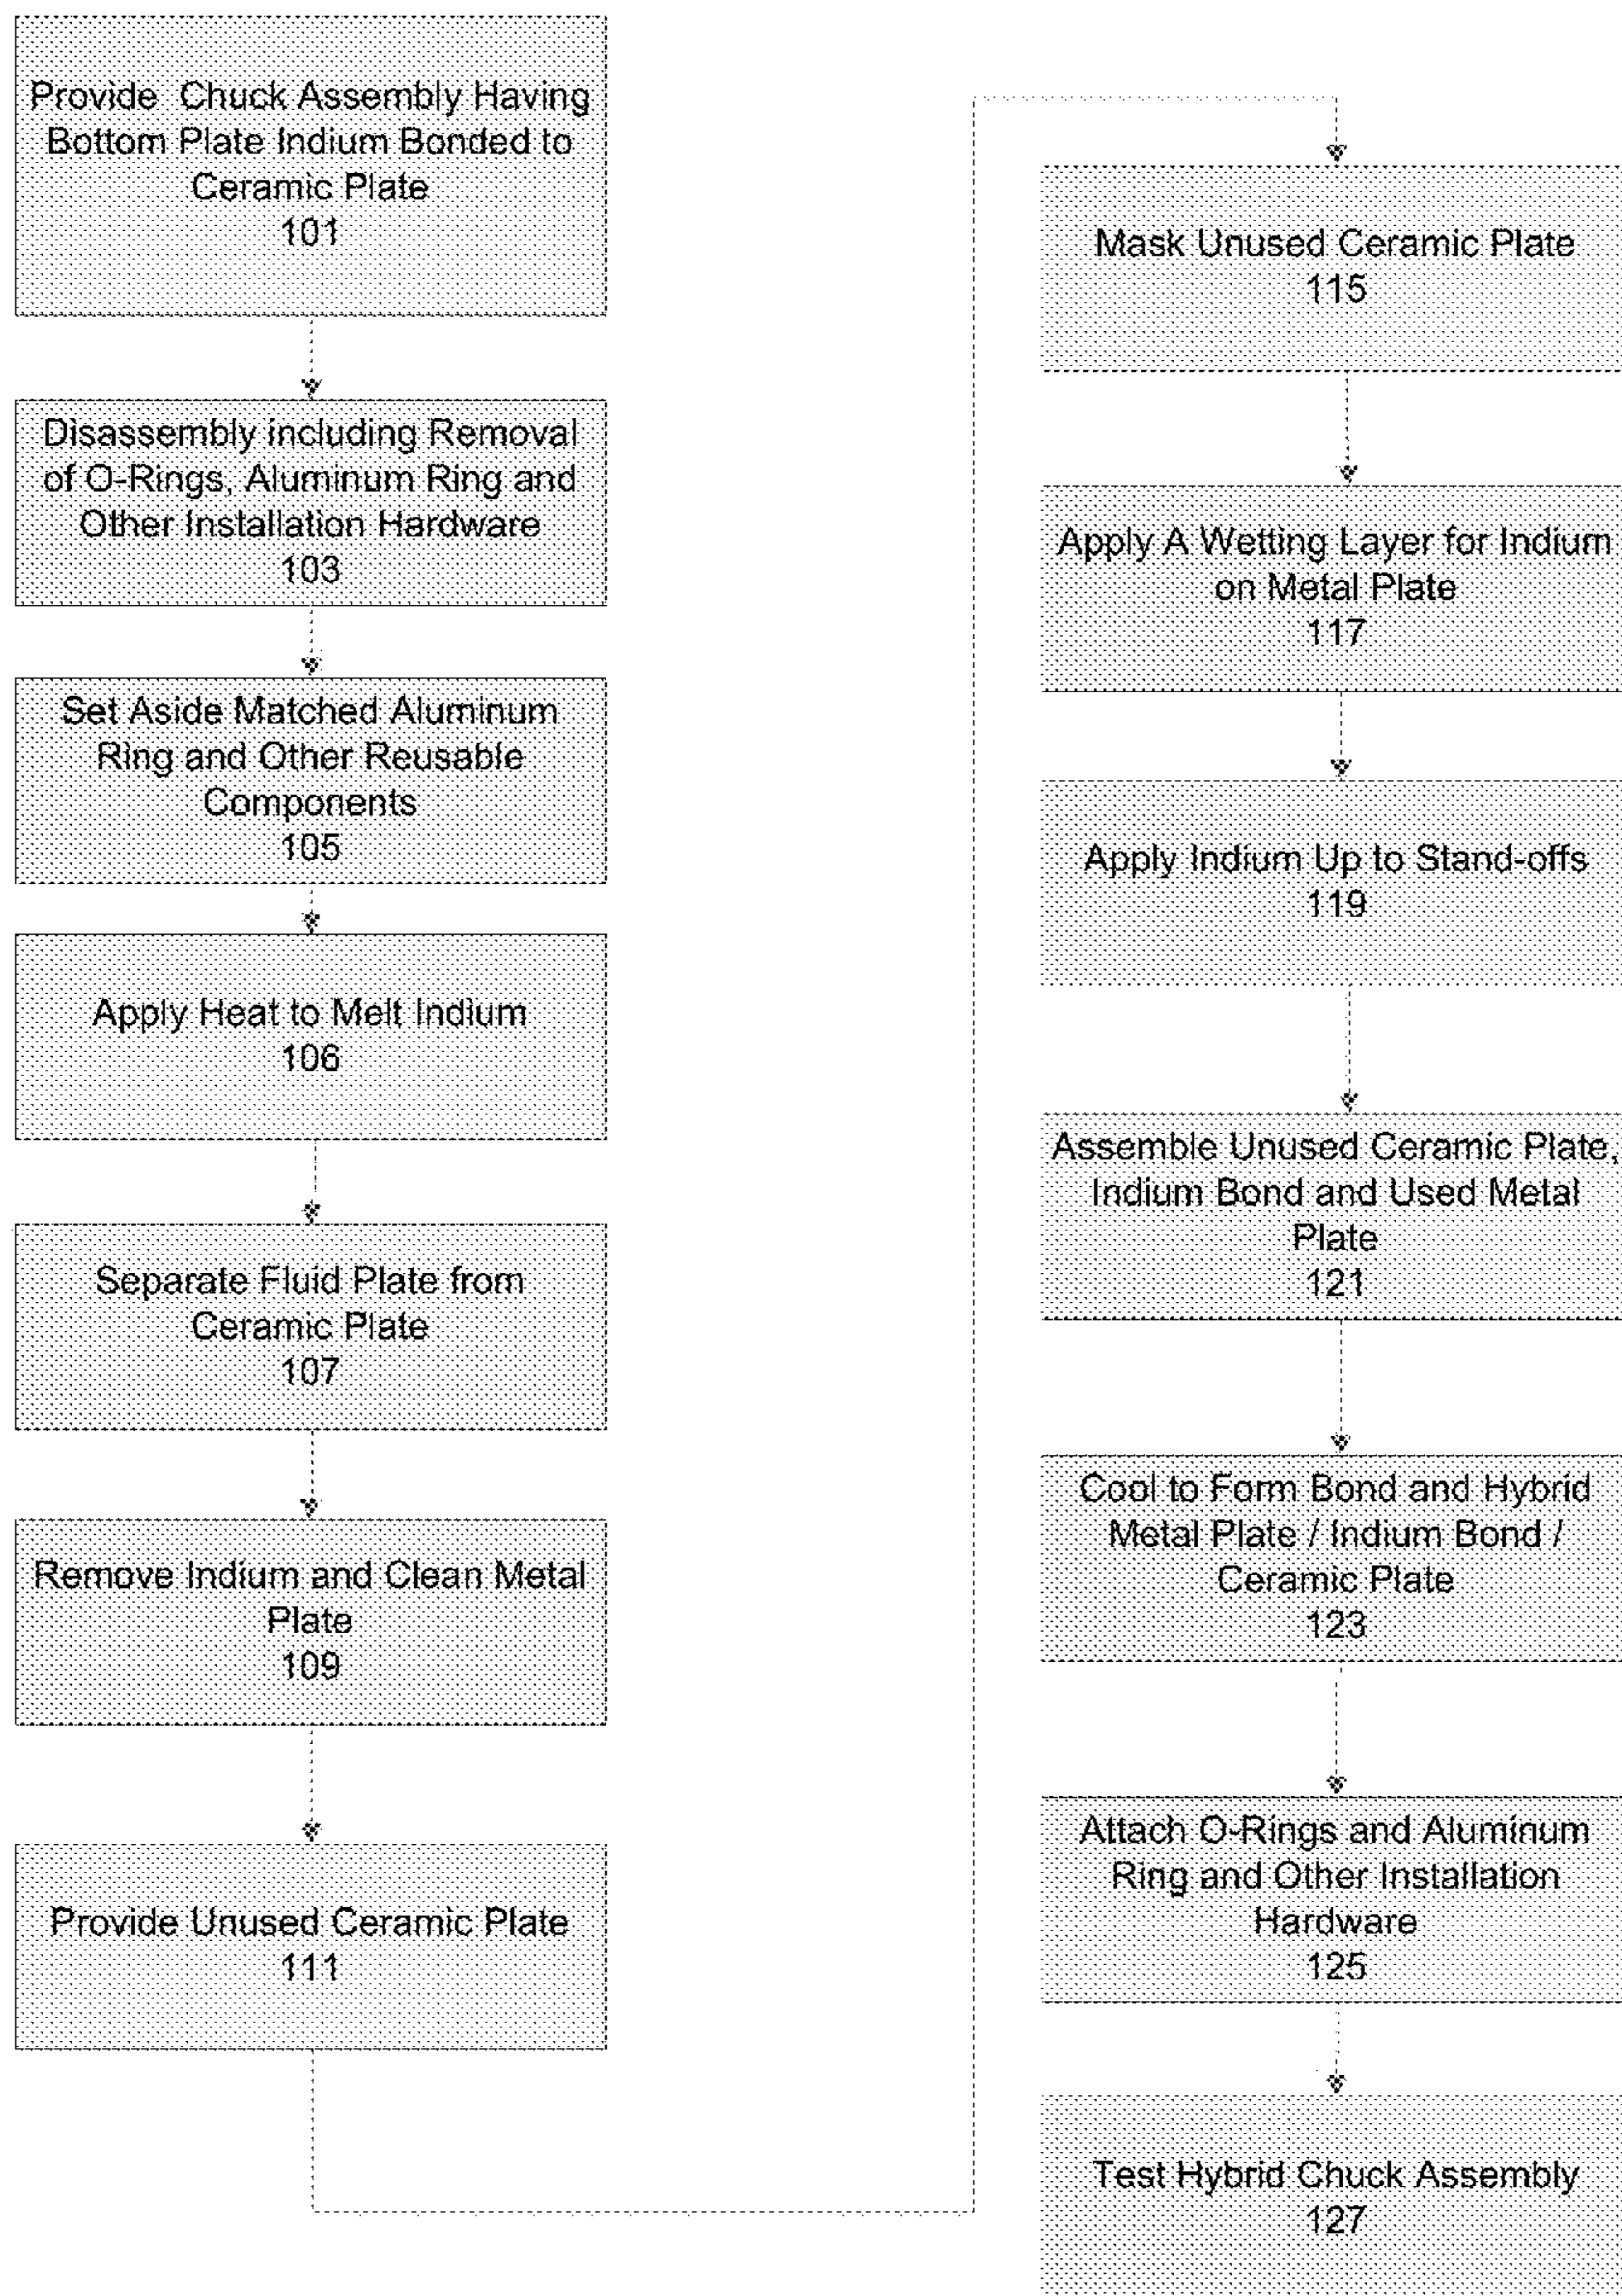 Provide Chuck Assembly Having
Bottom Plate Indium Bonded to
Ceramic Plate
101
Disassembly including Removal
of O-Rings, Aluminum Ring and
Other Installation Hardware
103
Set Aside Matched Aluminum
Ring and Other Reusable
Components
105
Apply Heat to Melt Indium
106
Separate Fluid Plate from
Ceramic Plate
107
Remove Indium and Clean Metal
Plate
109
Provide Unused Ceramic Plate
111
Mask Unused Ceramic Plate
115
Apply A Wetting Layer for Indium
on Metal Plate
117
Apply Indium Up to Stand-offs
119
Assemble Unused Ceramic Plate,
Indium Bond and Used Metal
Plate
121
Cool to Form Bond and Hybrid
Metal Plate / Indium Bond /
Ceramic Plate
123
Attach O-Rings and Aluminum
Ring and Other Installation
Hardware
125
Test Hybrid Chuck Assembly
127